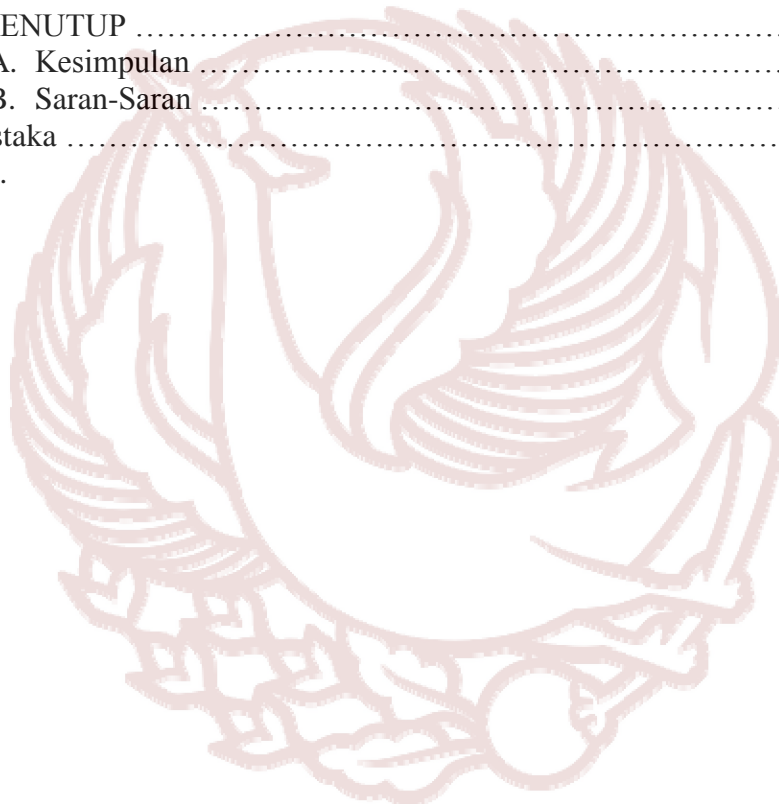 ENUTUP ……………………………………………………………
A. Kesimpulan ……………………………………………………
B. Saran-Saran ……………………………………………………
staka ……………………………………………………………………
.